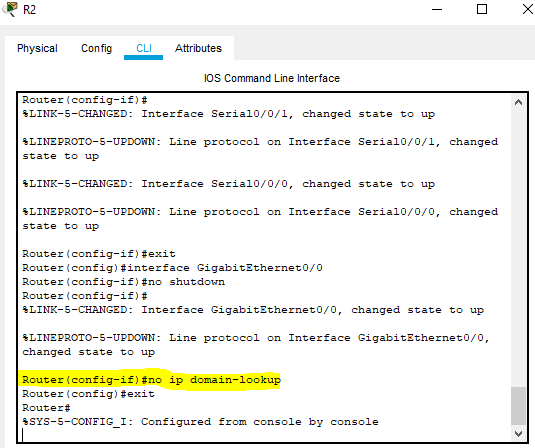 R2
Physical
Config
CLI
Attributes
IOS Command Line Interface
Router(config-if)#
%LINK-5-CHANGED: Interface Serial0/0/1, changed state to up
%LINEPROTO-5-UPDOWN: Line protocol on Interface Serial0/0/1, changed
state to up
%LINK-5-CHANGED: Interface Serial0/0/0, changed state to up
%LINEPROTO-5-UPDOWN: Line protocol on Interface Serial0/0/0, changed
state to up
Router(config-if)#exit
Router(config)#interface GigabitEthernet0/0
Router(config-if)#no shutdown
Router(config-if)#
%LINK-5-CHANGED: Interface GigabitEthernet0/0, changed state to up
%LINEPROTO-5-UPDOWN: Line protocol on Interface GigabitEthernet0/0,
changed state to up
Router(config-if)#no ip domain-lookup
Router(config)#exit
Router#
%SYS-5-CONFIG_I: Configured from console by console